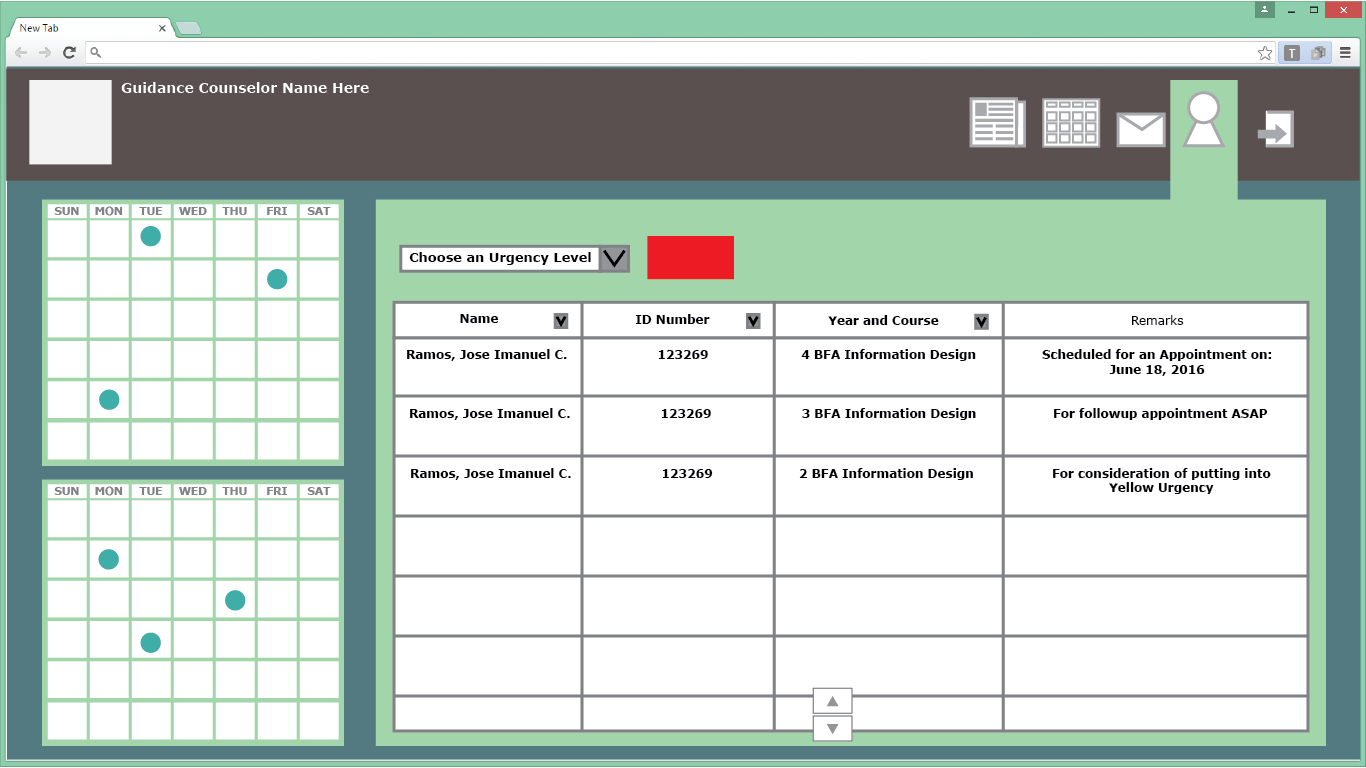 New Tab
T
Guidance Counselor Name Here
SUN MON TUE WED THU FRI SAT
SUN MON TUE WED THU FRI SAT
Choose an Urgency Level
Name ID Number Year and Course Remarks
Ramos, Jose Imanuel C. 123269 4 BFA Information Design Scheduled for an Appointment on:
June 18, 2016
Ramos, Jose Imanuel C. 123269 3 BFA Information Design For followup appointment ASAP
Ramos, Jose Imanuel C. 123269 2 BFA Information Design For consideration of putting into
Yellow Urgency